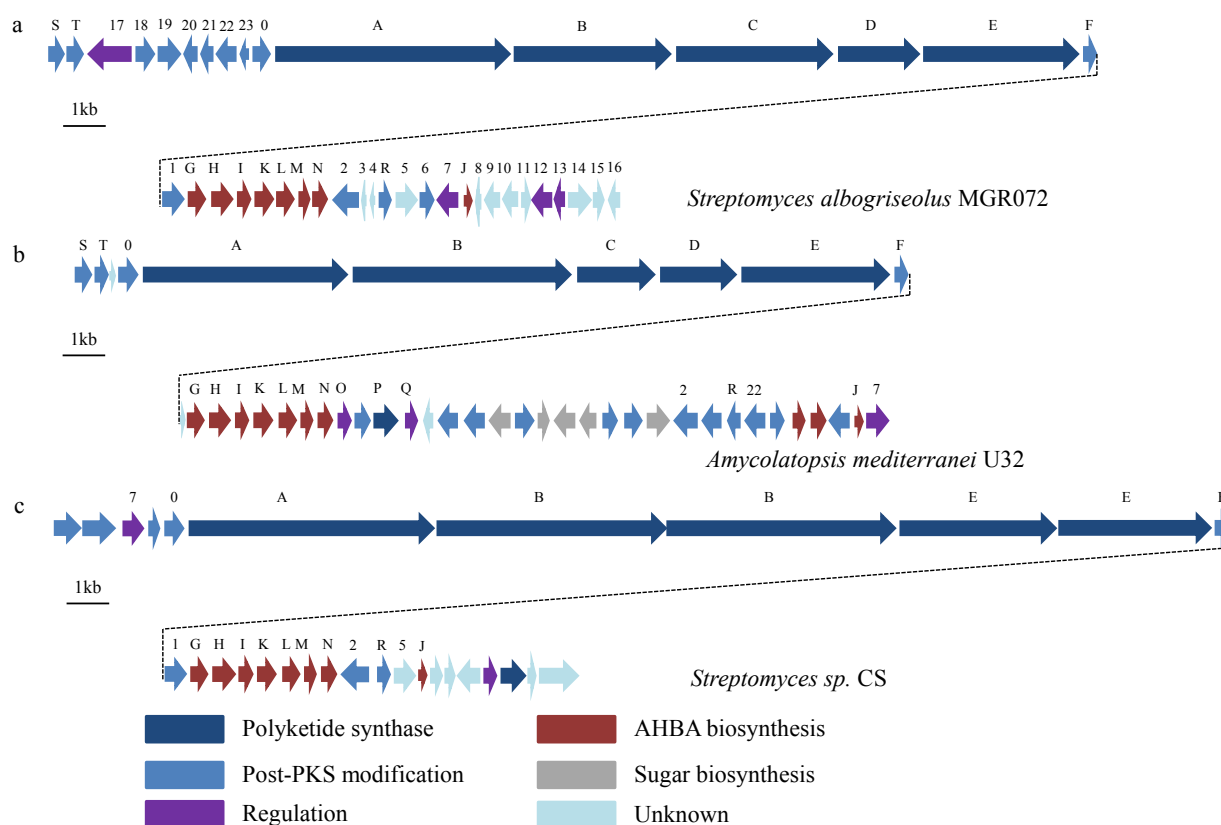 a
S T 17 18 19 20 21 22 23 0 A B C D E F
1kb
1 G H I K L M N 2 3 4 R 5 6 7 J 8 9 10 11 12 13 14 15 16
Streptomyces albogriseolus MGR072
b
S T 0 A B C D E F
1kb
G H I K L M N O P Q 2 R 22 J 7
Amycolatopsis mediterranei U32
c
7 0 A B B E E
1kb
1 G H I K L M N 2 R 5 J
Streptomyces sp. CS
Polyketide synthase
AHBA biosynthesis
Post-PKS modification
Sugar biosynthesis
Regulation
Unknown